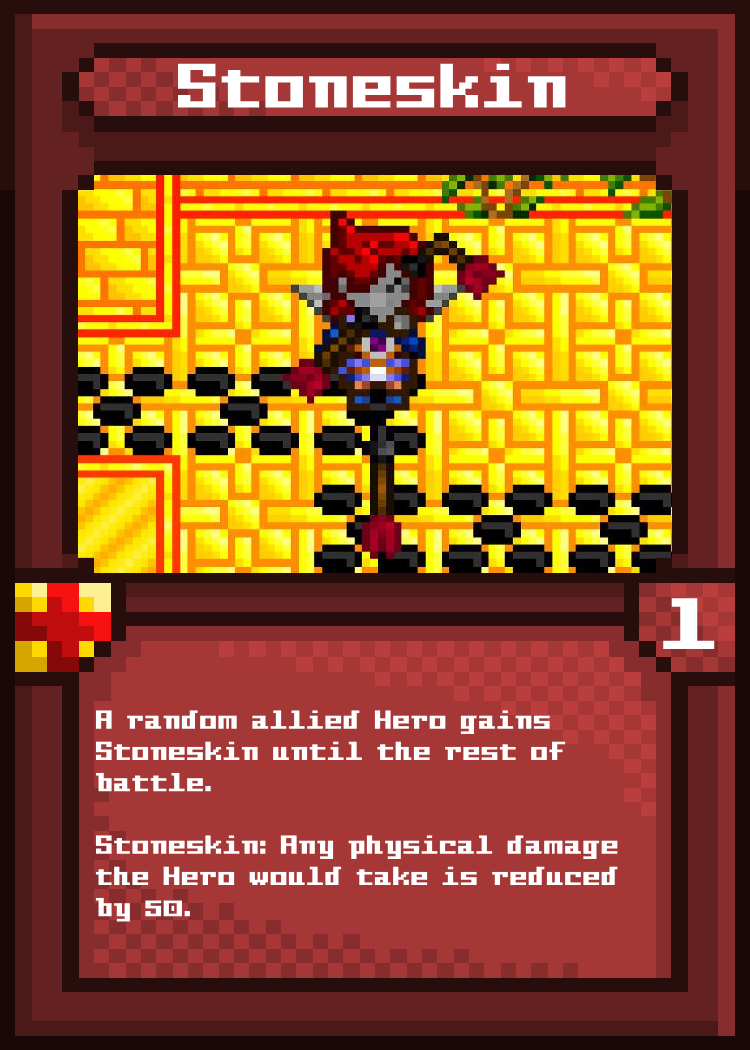 Stoneskin
1
A random allied Hero gains
Stoneskin until the rest of
battle.
Stoneskin: Any physical damage
the Hero would take is reduced
by 50.